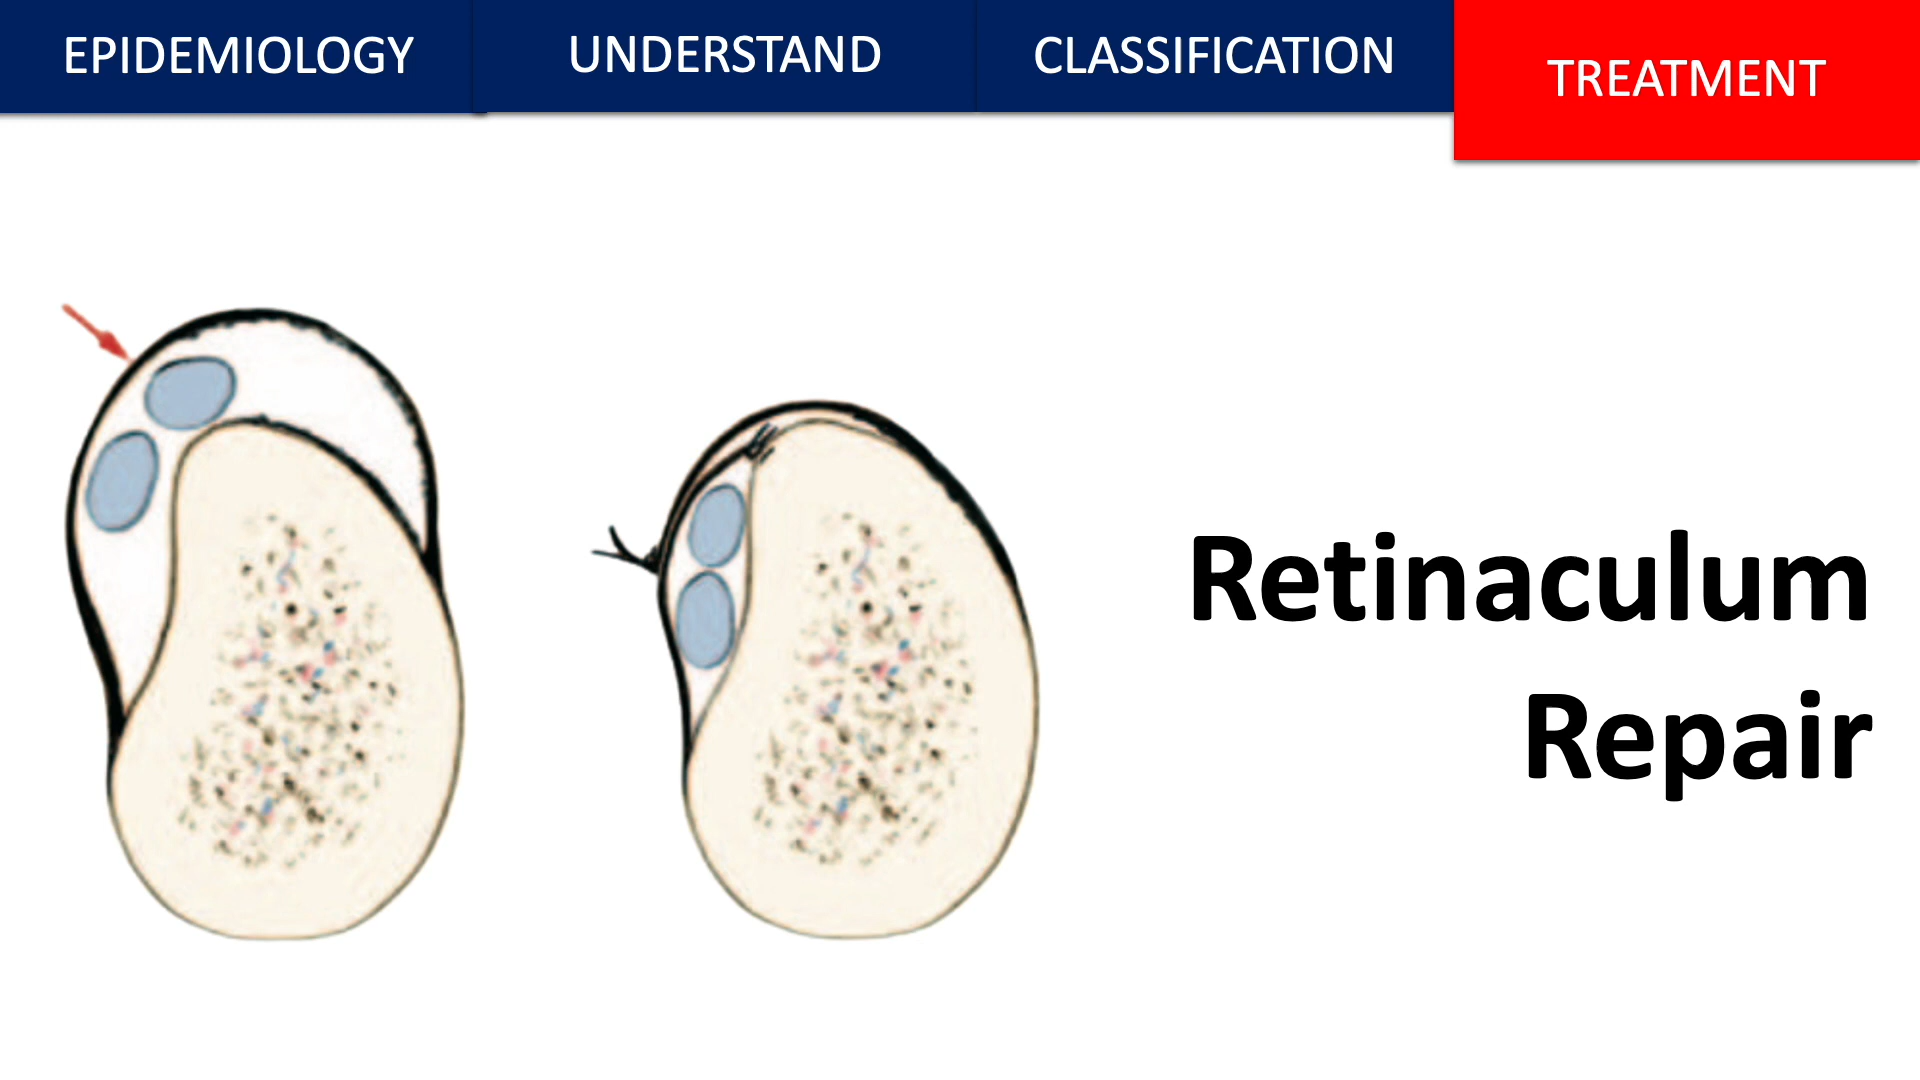 EPIDEMIOLOGY
UNDERSTAND
CLASSIFICATION
TREATMENT
Retinaculum
Repair